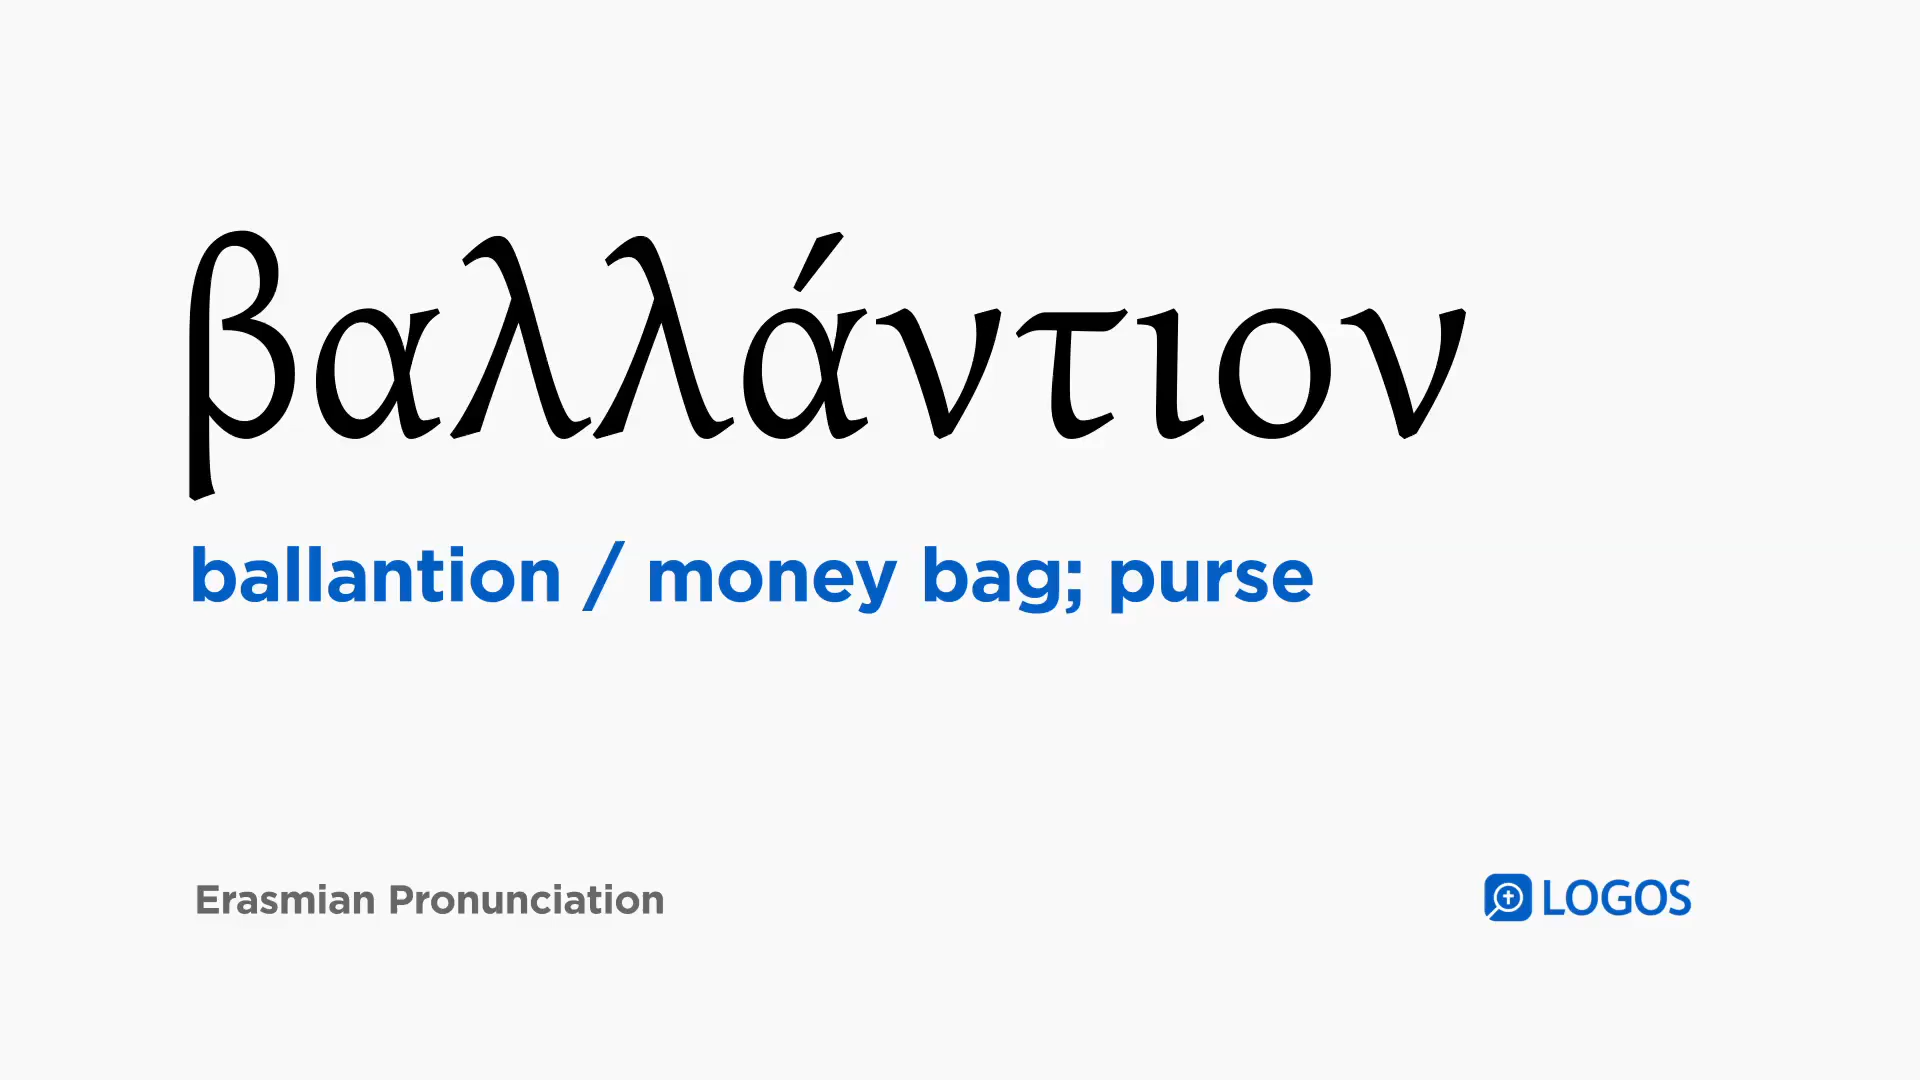 βαλλάντιον
ballantion / money bag; purse
Erasmian Pronunciation
LOGOS